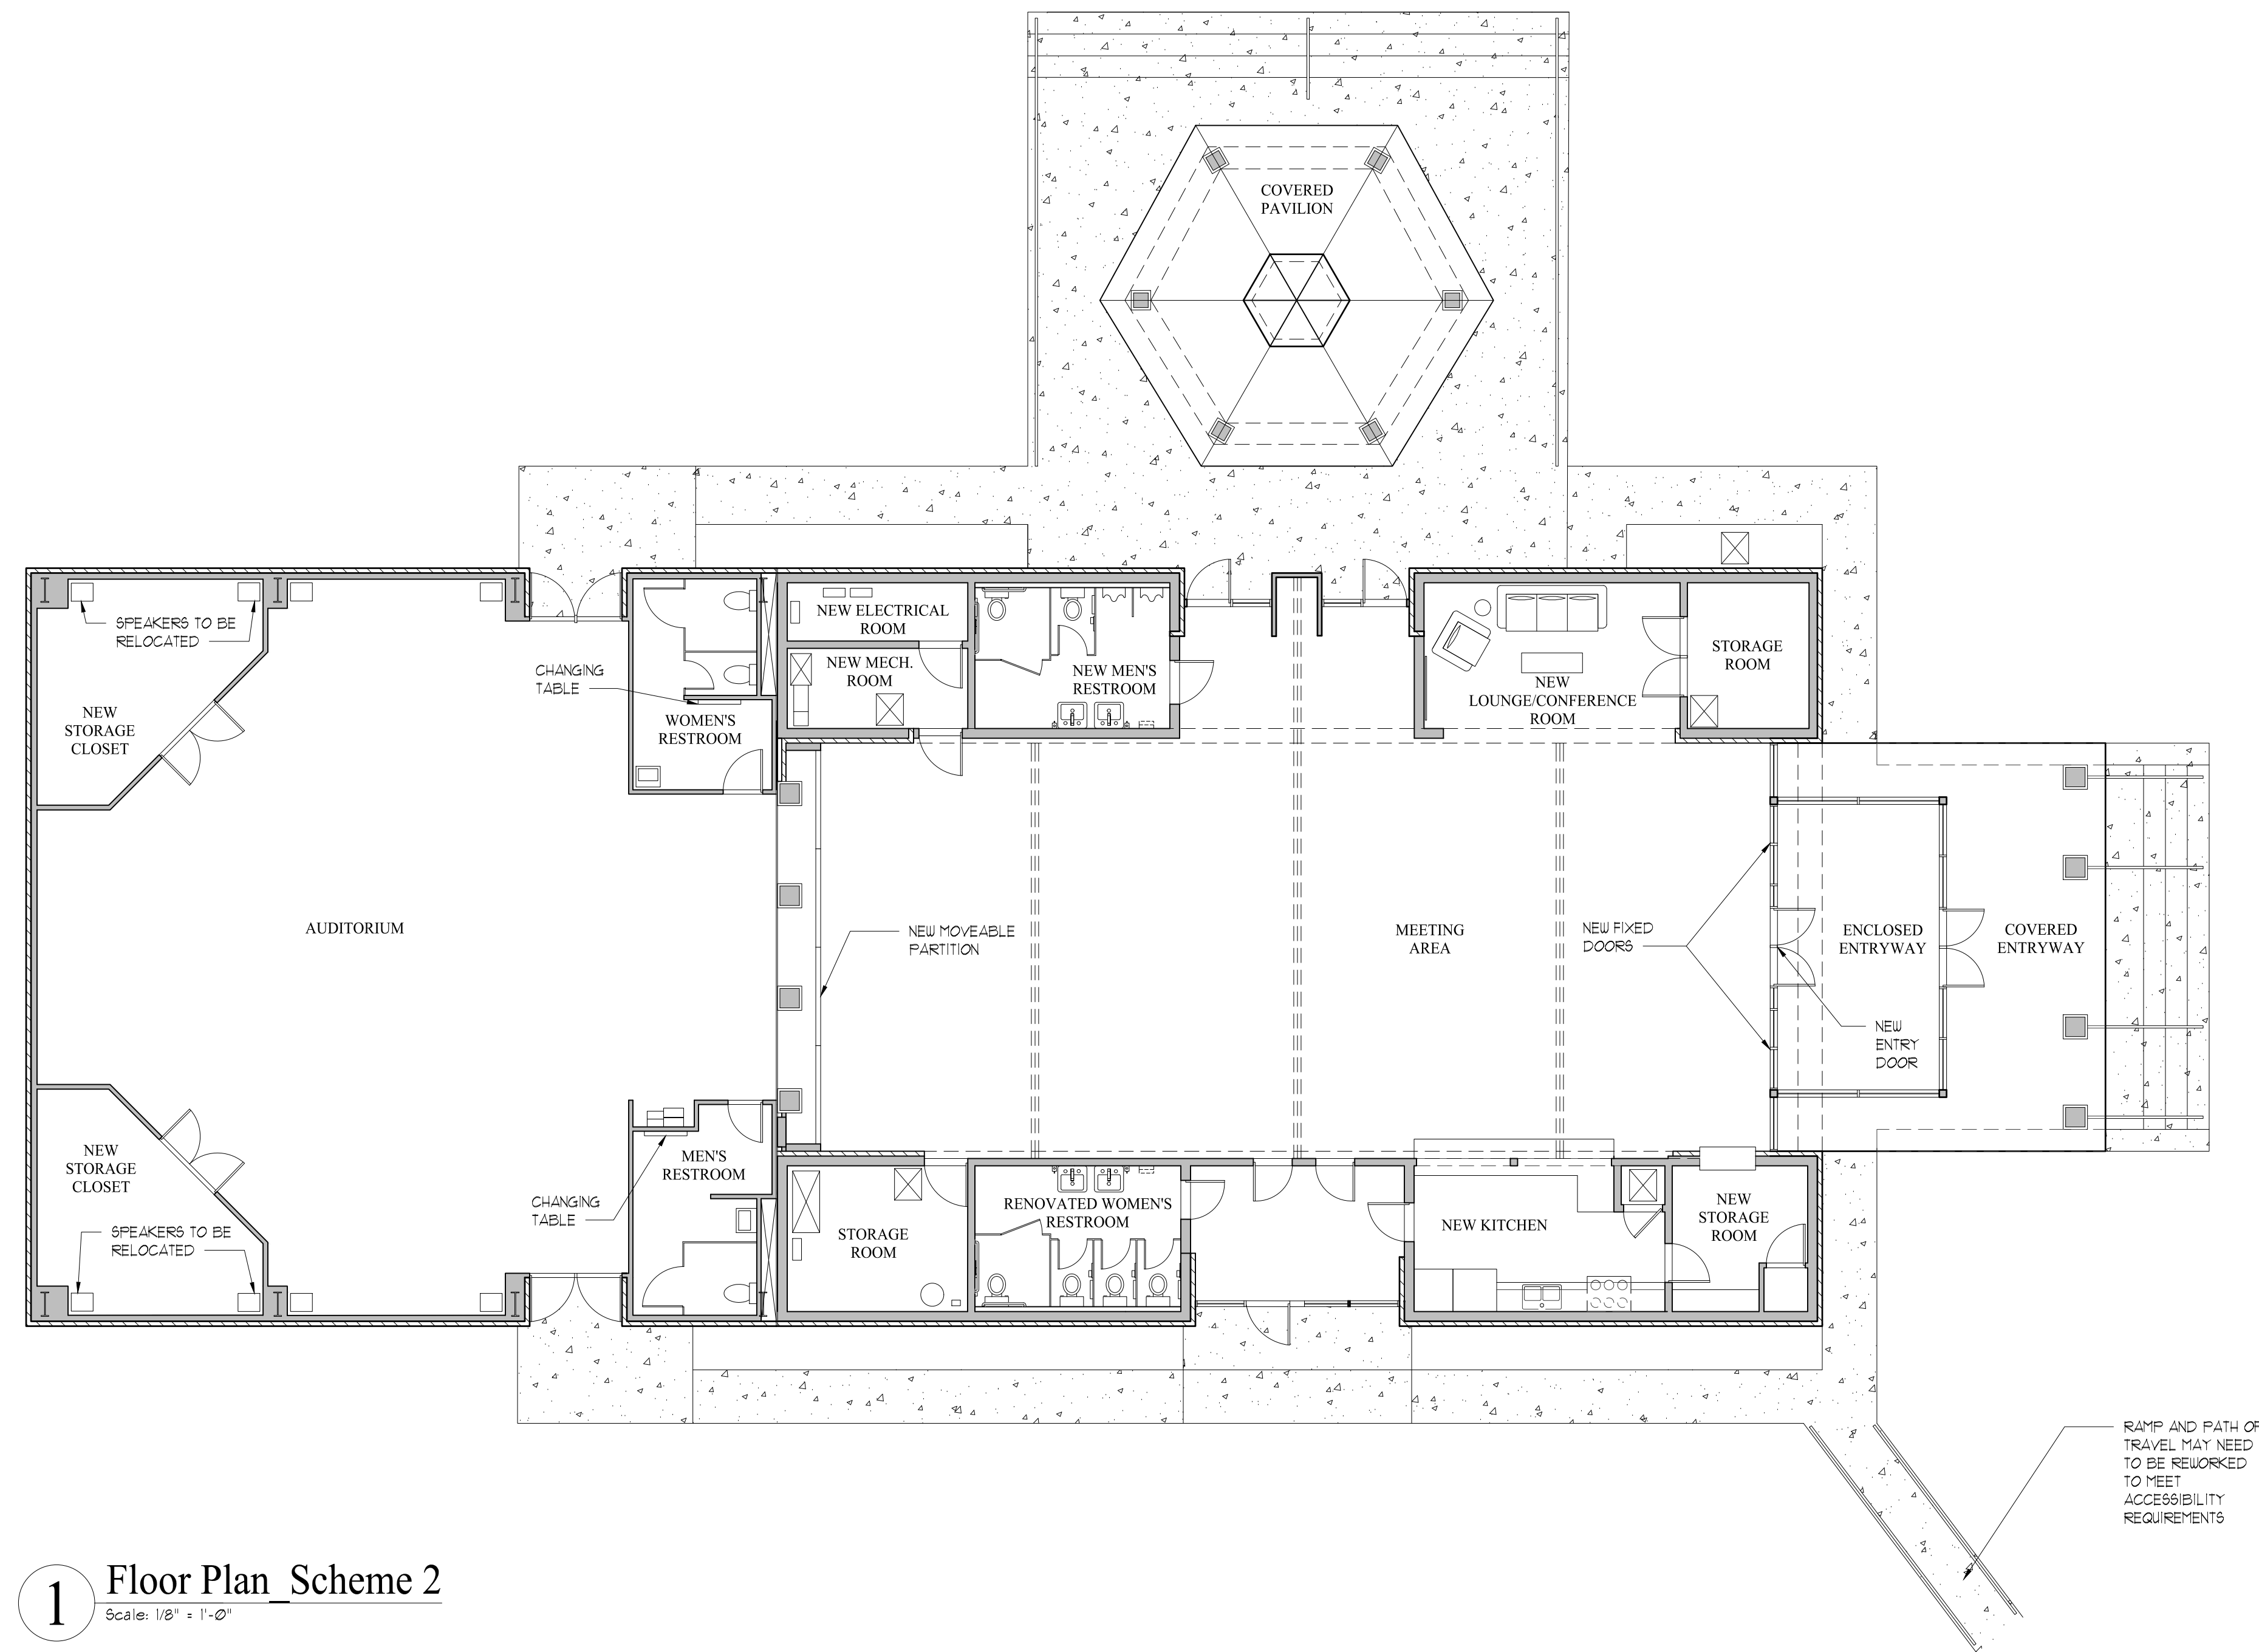 COVERED
PAVILION
SPEAKERS TO BE
RELOCATED
NEW
STORAGE
CLOSET
CHANGING
TABLE
WOMEN'S
RESTROOM
NEW ELECTRICAL
ROOM
NEW MECH.
ROOM
NEW MEN'S
RESTROOM
NEW
LOUNGE/CONFERENCE
ROOM
STORAGE
ROOM
AUDITORIUM
NEW MOVEABLE
PARTITION
MEETING
AREA
NEW FIXED
DOORS
ENCLOSED
ENTRYWAY
COVERED
ENTRYWAY
NEW
ENTRY
DOOR
NEW
STORAGE
CLOSET
SPEAKERS TO BE
RELOCATED
MEN'S
RESTROOM
CHANGING
TABLE
STORAGE
ROOM
RENOVATED WOMEN'S
RESTROOM
NEW KITCHEN
NEW
STORAGE
ROOM
RAMP AND PATH OF
TRAVEL MAY NEED
TO BE REWORKED
TO MEET
ACCESSIBILITY
REQUIREMENTS
1
Floor Plan_Scheme 2
Scale: 1/8" = 1'-0"